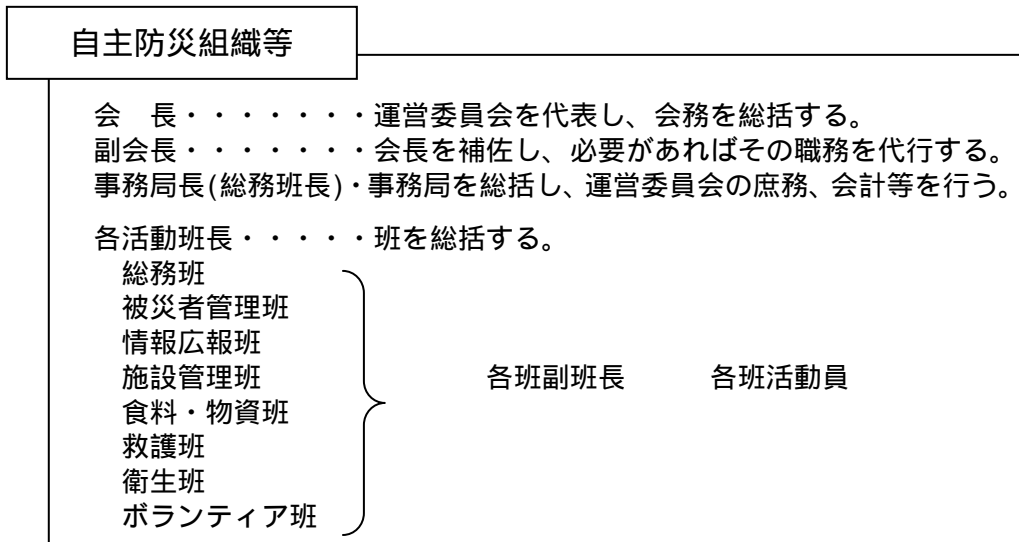 自主防災組織等
会　長・・・・・・・運営委員会を代表し、会務を総括する。
副会長・・・・・・・会長を補佐し、必要があればその職務を代行する。
事務局長(総務班長)・事務局を総括し、運営委員会の庶務、会計等を行う。
各活動班長・・・・・班を総括する。
総務班
被災者管理班
情報広報班
施設管理班　各班副班長　各班活動員
食料・物資班
救護班
衛生班
ボランティア班